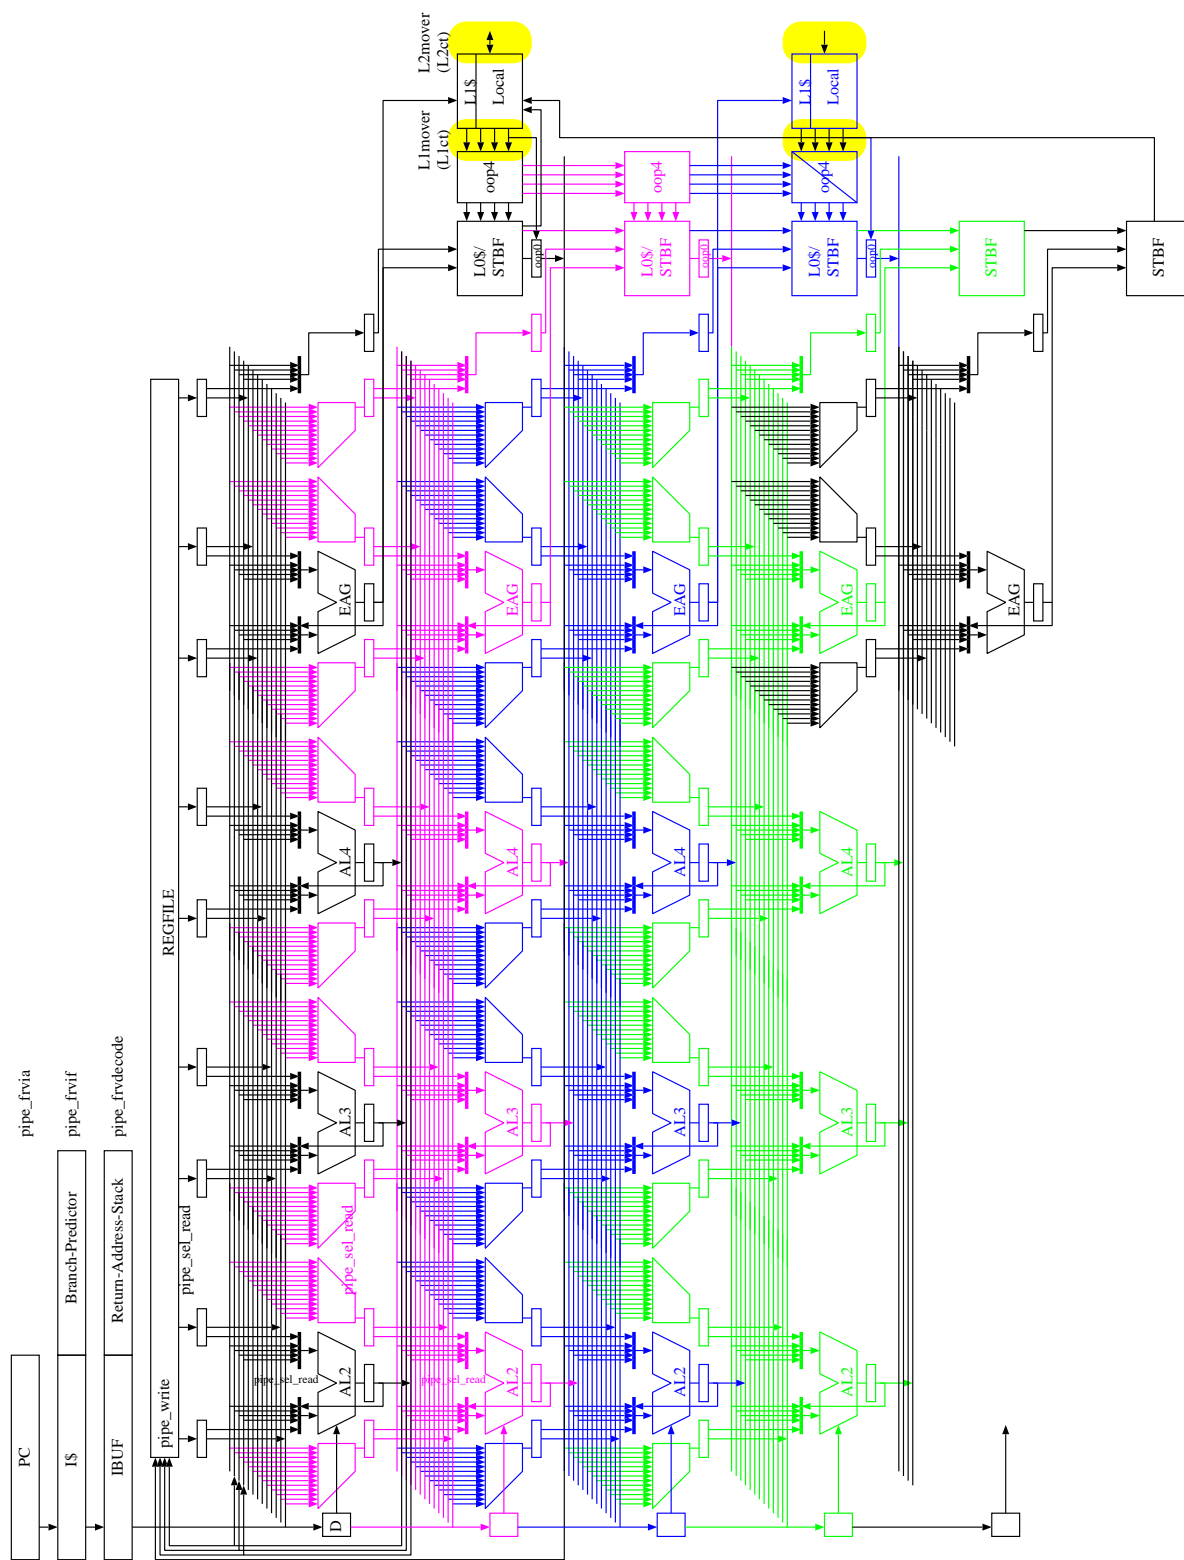 PC
pipe_frvia
I$
Branch-Predictor
pipe_frvif
IBUF
Return-Address-Stack
pipe_frvdecode
pipe_write
REGFILE
pipe_sel_read
D
pipe_sel_read
AL2
AL3
AL4
EAG
pipe_sel_read
L2mover
(L2ct)
L1mover
(L1ct)
L1$
Local
oop4
L0$/
STBF
oop0
pipe_sel_read
AL2
AL3
AL4
EAG
oop4
L0$/
STBF
oop0
AL2
AL3
AL4
EAG
L1$
Local
oop4
L0$/
STBF
oop0
AL2
AL3
AL4
EAG
STBF
EAG
STBF